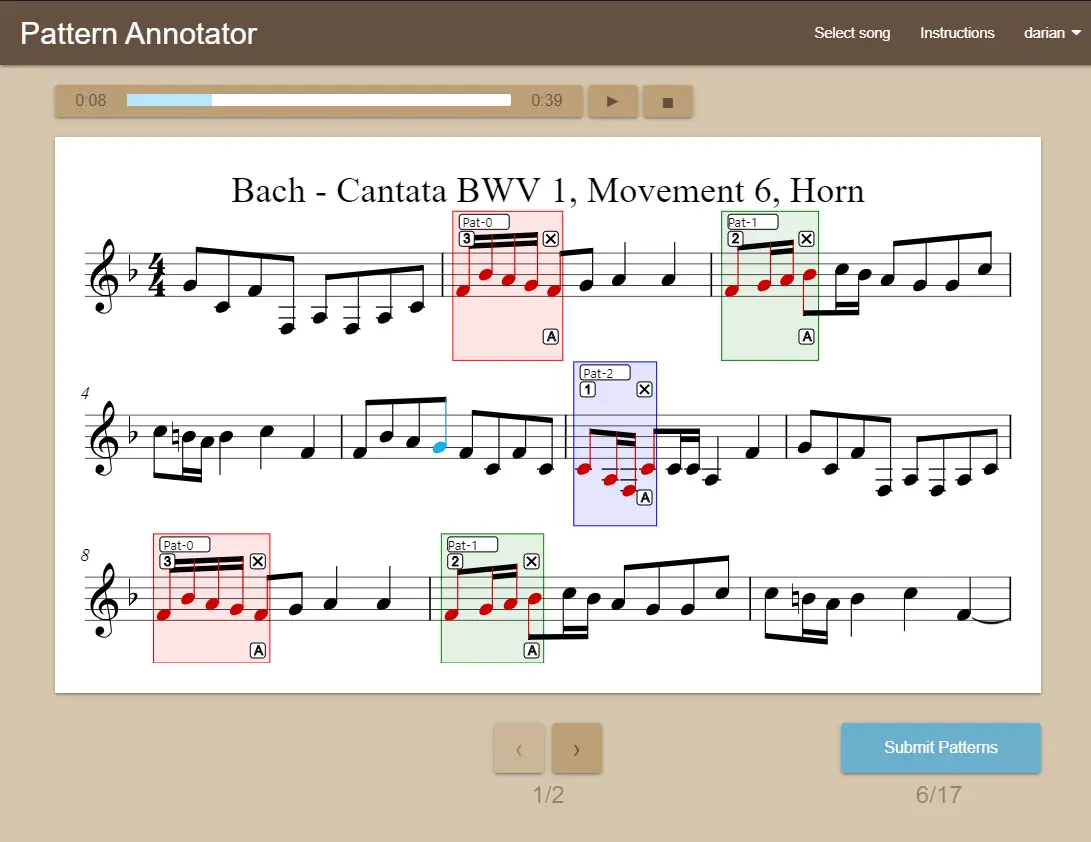 Pattern Annotator Select song Instructions darian
0:08 0:39
Bach - Cantata BWV 1, Movement 6, Horn
Pat-0 Pat-1
3 2
4 4
A A
4 Pat-2
1
A
8 Pat-0 Pat-1
3 2
A A
‹ › Submit Patterns
1/2 6/17